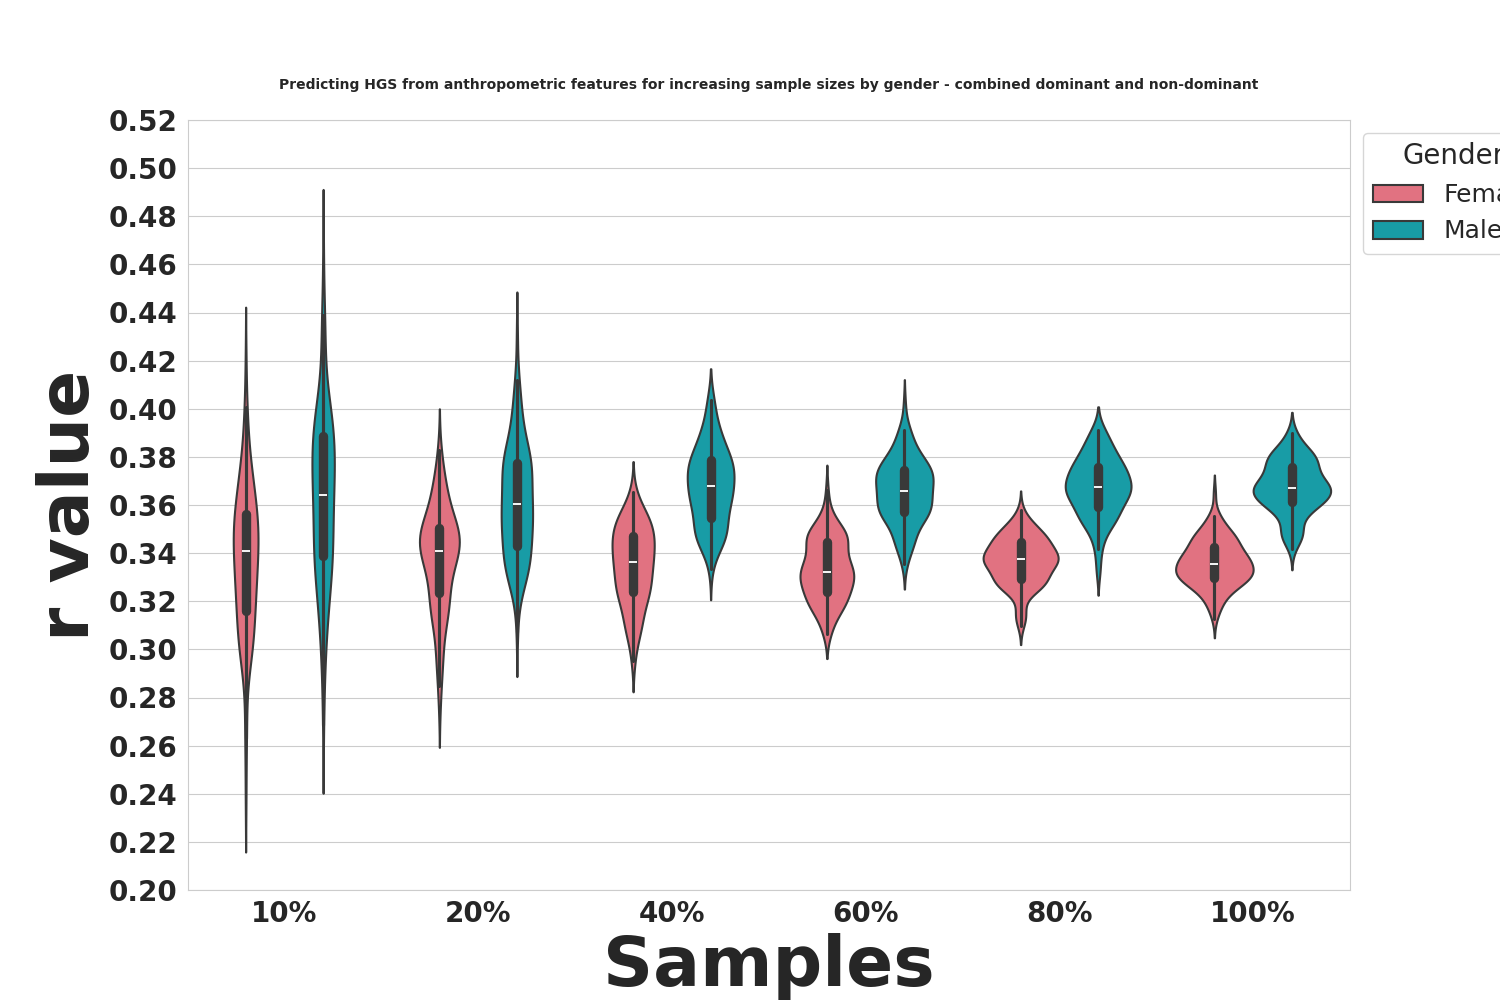 Predicting HGS from anthropometric features for increasing sample sizes by gender - combined dominant and non-dominant
0.52
0.50
0.48
0.46
0.44
0.42
0.40
0.38
0.36
0.34
0.32
0.30
0.28
0.26
0.24
0.22
0.20
r value
10% 20% 40% 60% 80% 100%
Samples
Gender
Fema
Male